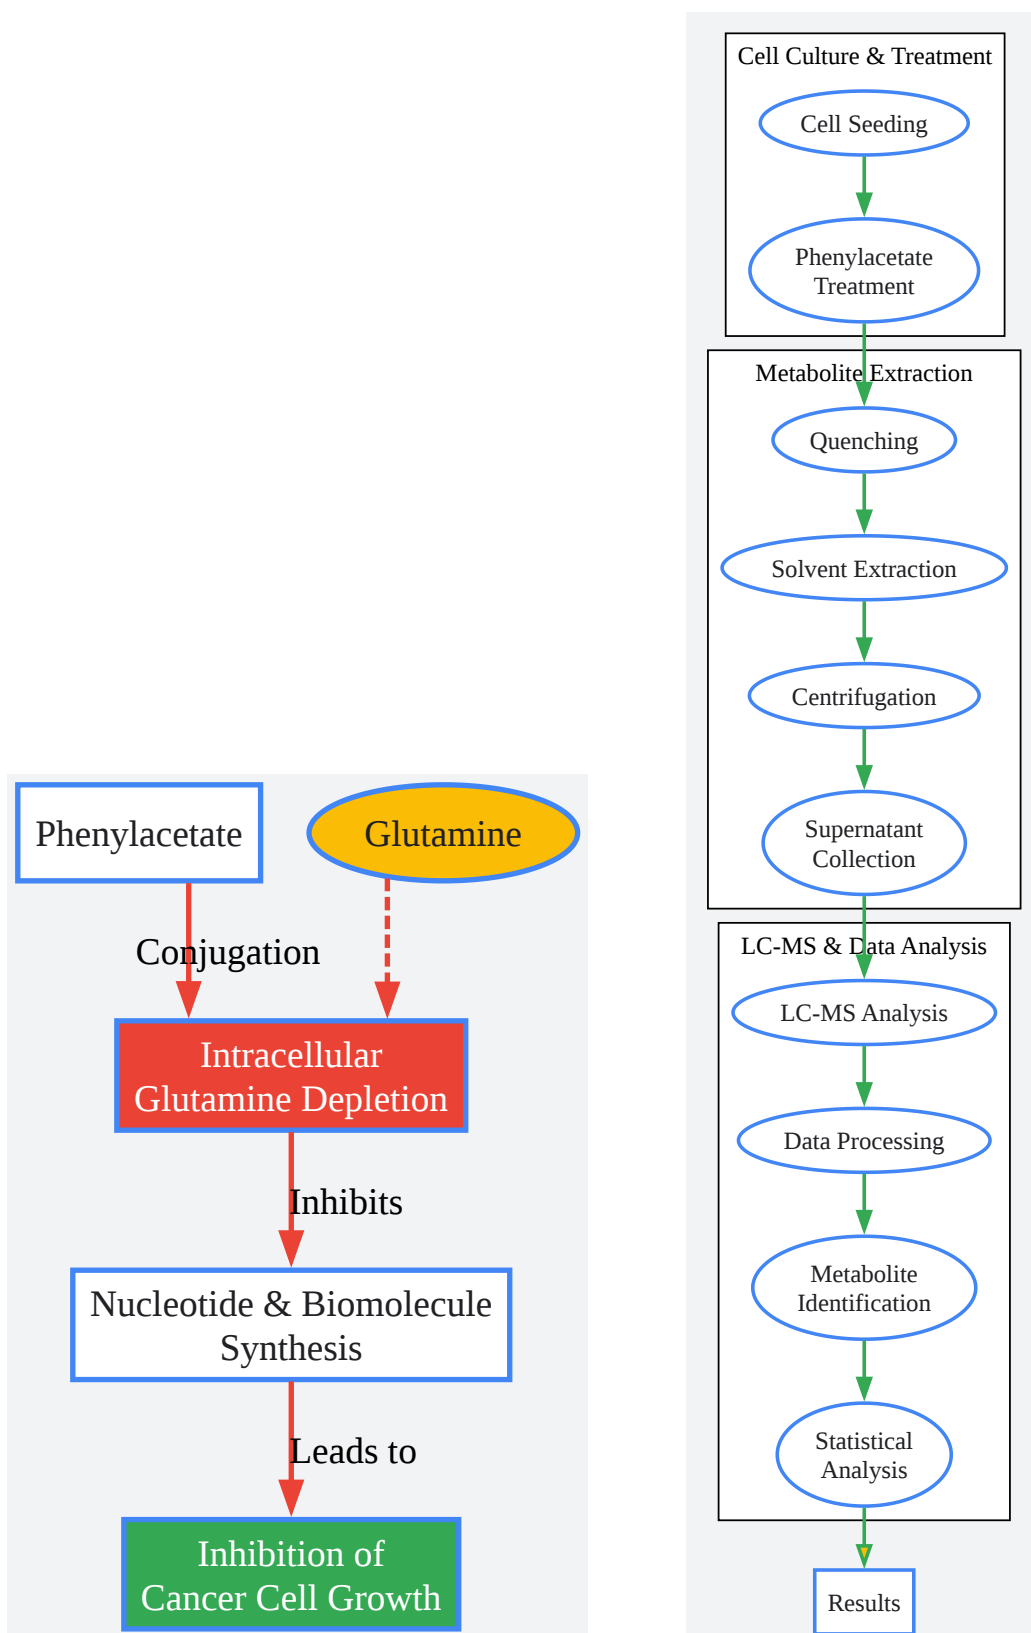 Phenylacetate
Glutamine
Conjugation
Intracellular
Glutamine Depletion
Inhibits
Nucleotide & Biomolecule
Synthesis
Leads to
Inhibition of
Cancer Cell Growth
Cell Culture & Treatment
Cell Seeding
Phenylacetate
Treatment
Metabolite Extraction
Quenching
Solvent Extraction
Centrifugation
Supernatant
Collection
LC-MS & Data Analysis
LC-MS Analysis
Data Processing
Metabolite
Identification
Statistical
Analysis
Results